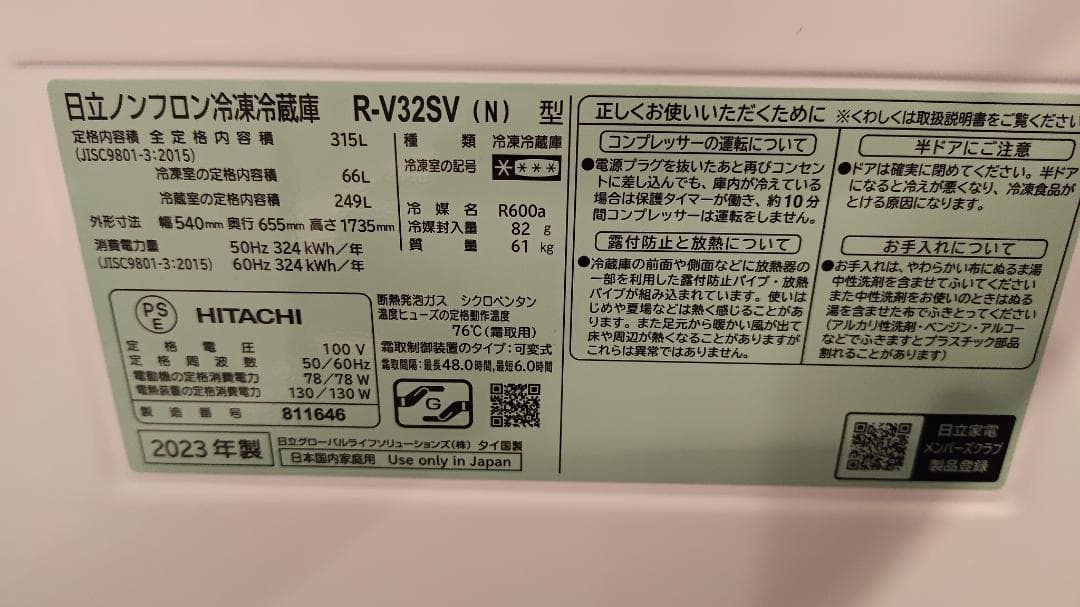 日立ノンフロン冷凍冷蔵庫 R-V32SV (N) 型
定格内容積 全定格内容積 315L
(JISC9801-3:2015)
冷凍室の定格内容積 66L
冷蔵室の定格内容積 249L
外形寸法 幅540mm 奥行655mm 高さ1735mm
消費電力量 50Hz 324 kWh/年
(JISC9801-3:2015) 60Hz 324 kWh/年
種類 冷凍冷蔵庫
冷凍室の記号 ****
冷媒名 R600a
冷媒封入量 82 g
質量 61 kg
PSE HITACHI
定格電圧 100 V
定格周波数 50/60Hz
電動機の定格消費電力 78/78 W
電熱装置の定格消費電力 130/130 W
製造番号 811646
断熱発泡ガス シクロペンタン
温度ヒューズの定格動作温度
76℃(霜取用)
霜取制御装置のタイプ:可変式
霜取間隔:最長48.0時間,最短6.0時間
G
2023年製
日立グローバルライフソリューションズ(株) タイ国製
日本国内家庭用 Use only in Japan
正しくお使いいただくために ※くわしくは取扱説明書をご覧ください
コンプレッサーの運転について
●電源プラグを抜いたあと再びコンセン
トに差し込んでも、庫内が冷えている
場合は保護タイマーが働き、約10分
間コンプレッサーは運転をしません。
露付防止と放熱について
●冷蔵庫の前面や側面などに放熱器の
一部を利用した露付防止パイプ・放熱
パイプが組み込まれています。使いは
じめや夏場などは熱く感じることがあ
ります。また足元から暖かい風が出て
床や周辺が熱くなることがありますが
これらは異常ではありません。
半ドアにご注意
●ドアは確実に閉めてください。半ドア
になると冷えが悪くなり、冷凍食品が
とける原因になります。
お手入れについて
●お手入れは、やわらかい布にぬるま湯
中性洗剤を含ませてふいてください
また中性洗剤をお使いのときはぬる
湯を含ませた布でふきとってください
(アルカリ性洗剤・ベンジン・アルコー
などでふきますとプラスチック部品
割れることがあります)
日立家電
メンバーズクラブ
製品登録